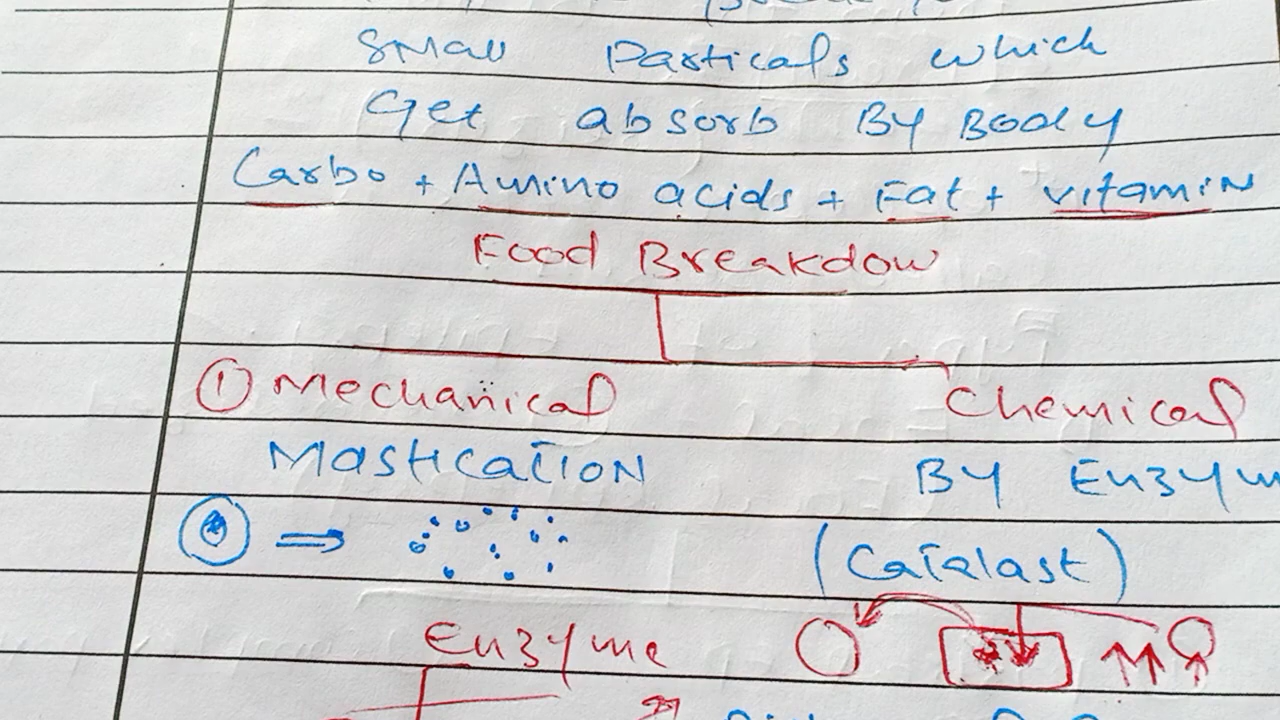 Small Particals which
Get absorb By Body
Carbo + Amino acids + Fat + vitamin
Food Breakdow
① Mechanical Chemical
Mastication By Enzym
(Catalast)
Enzyme